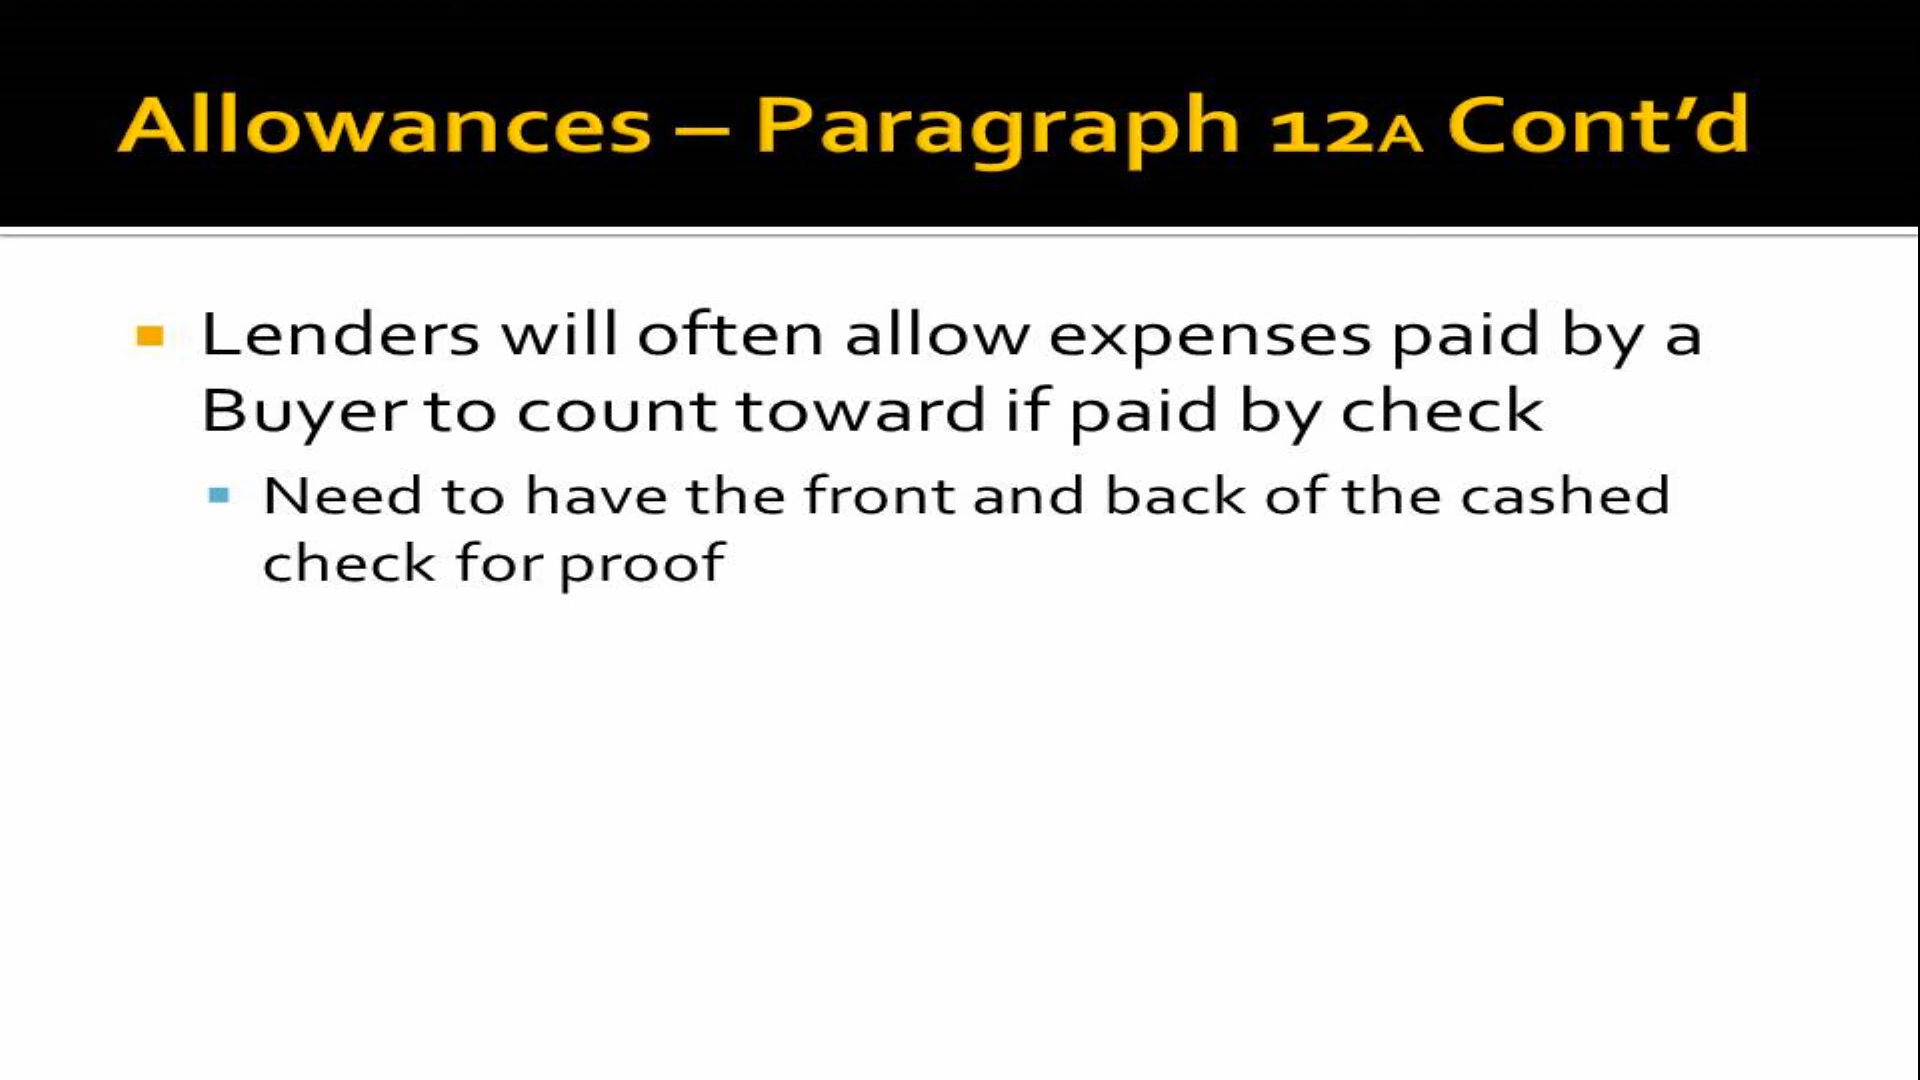 Allowances – Paragraph 12A Cont’d
Lenders will often allow expenses paid by a
Buyer to count toward if paid by check
Need to have the front and back of the cashed
check for proof